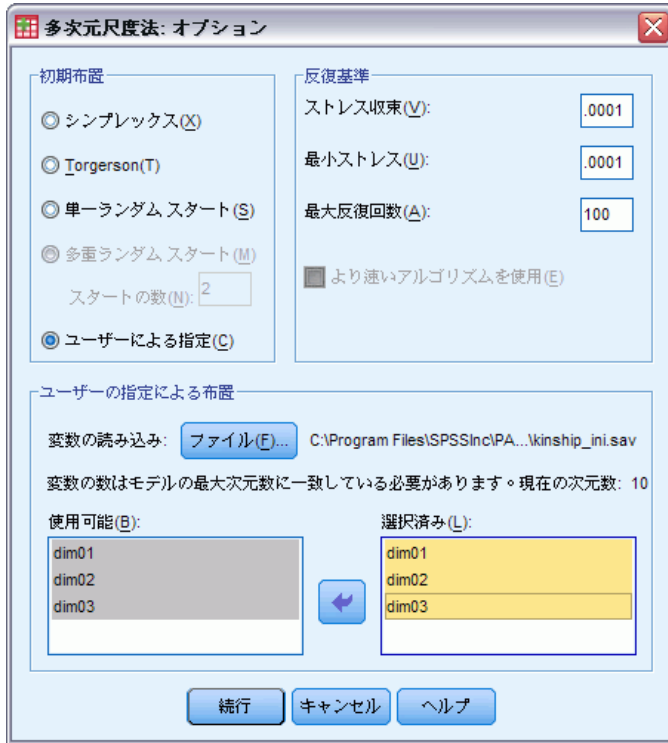 多次元尺度法: オプション
初期布置
シンプレックス(X)
Torgerson(T)
単一ランダム スタート(S)
多重ランダム スタート(M)
スタートの数(N): 2
ユーザーによる指定(C)
反復基準
ストレス収束(V): .0001
最小ストレス(U): .0001
最大反復回数(A): 100
より速いアルゴリズムを使用(E)
ユーザーの指定による布置
変数の読み込み: ファイル(F)... C:\Program Files\SPSSInc\PA...\kinship_ini.sav
変数の数はモデルの最大次元数に一致している必要があります。現在の次元数: 10
使用可能(B):
dim01
dim02
dim03
選択済み(L):
dim01
dim02
dim03
続行 キャンセル ヘルプ